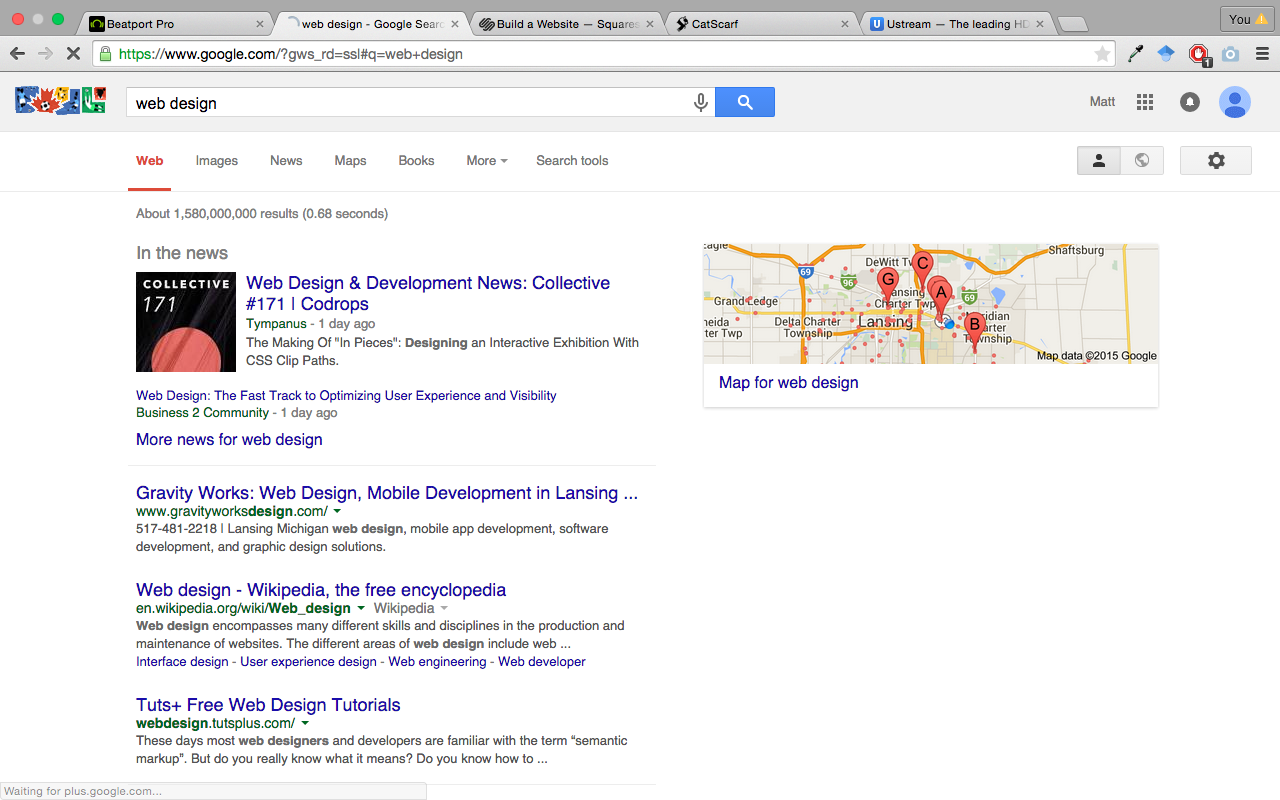 Beatport Pro
web design - Google Sear
Build a Website — Squares
CatScarf
Ustream — The leading HD
You
https://www.google.com/?gws_rd=ssl#q=web+design
1
web design
Matt
Web Images News Maps Books More Search tools
About 1,580,000,000 results (0.68 seconds)
In the news
COLLECTIVE
171
Web Design & Development News: Collective
#171 | Codrops
Tympanus - 1 day ago
The Making Of "In Pieces": Designing an Interactive Exhibition With
CSS Clip Paths.
Web Design: The Fast Track to Optimizing User Experience and Visibility
Business 2 Community - 1 day ago
More news for web design
Gravity Works: Web Design, Mobile Development in Lansing ...
www.gravityworksdesign.com/
517-481-2218 | Lansing Michigan web design, mobile app development, software
development, and graphic design solutions.
Web design - Wikipedia, the free encyclopedia
en.wikipedia.org/wiki/Web_design Wikipedia
Web design encompasses many different skills and disciplines in the production and
maintenance of websites. The different areas of web design include web ...
Interface design - User experience design - Web engineering - Web developer
Tuts+ Free Web Design Tutorials
webdesign.tutsplus.com/
These days most web designers and developers are familiar with the term “semantic
markup”. But do you really know what it means? Do you know how to ...
Eagle
Shaftsburg
69
DeWitt Tw
C
96
G
Lansing
A
69
Grand Ledge
Charter Twp
B
neida
ter Twp
Delta Charter
Township
Lansing
ridian
arter
Township
Map data ©2015 Google
Map for web design
Waiting for plus.google.com...